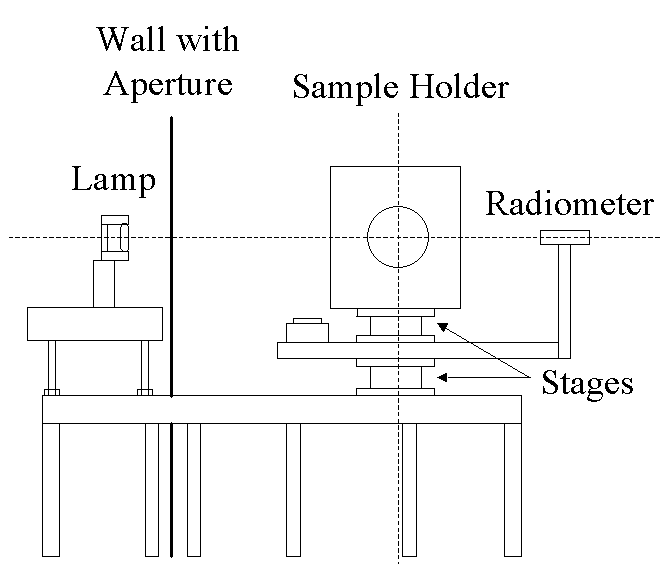 Wall with
Aperture
Sample Holder
Lamp
Radiometer
Stages